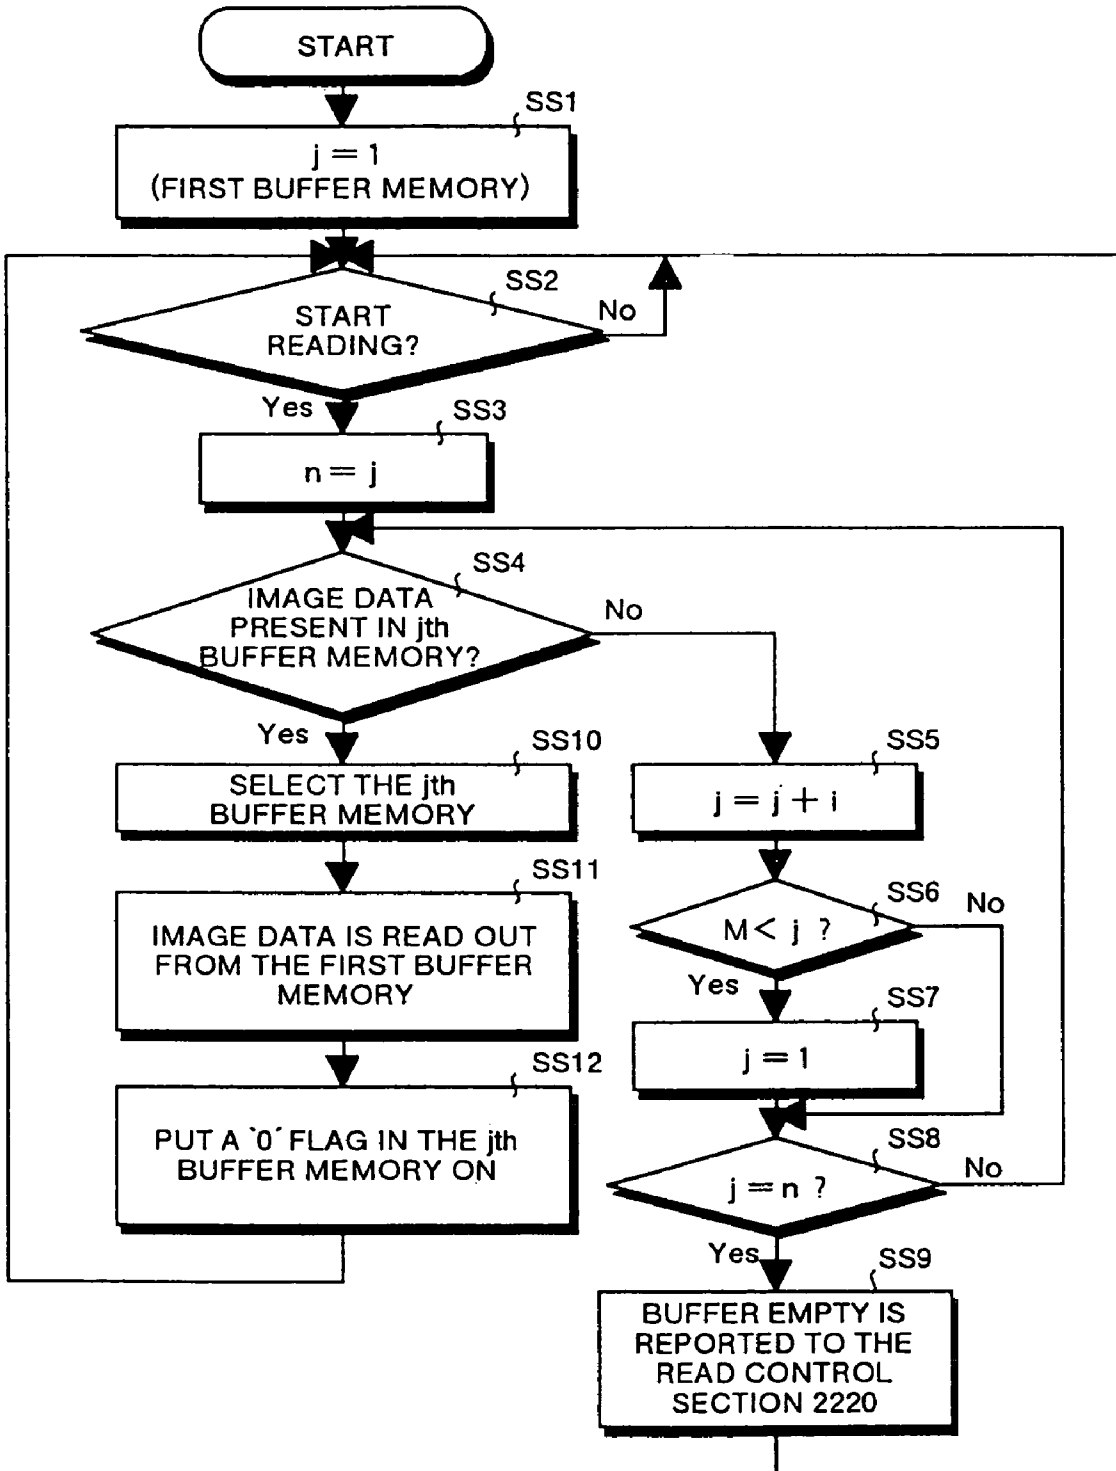 START
SS1
j = 1
(FIRST BUFFER MEMORY)
SS2
START
READING?
No
Yes
SS3
n = j
SS4
IMAGE DATA
PRESENT IN jth
BUFFER MEMORY?
No
Yes
SS10
SELECT THE jth
BUFFER MEMORY
SS5
j = j + i
SS11
IMAGE DATA IS READ OUT
FROM THE FIRST BUFFER
MEMORY
SS6
M < j ?
No
Yes
SS7
j = 1
SS12
PUT A '0' FLAG IN THE jth
BUFFER MEMORY ON
SS8
j = n ?
No
Yes
SS9
BUFFER EMPTY IS
REPORTED TO THE
READ CONTROL
SECTION 2220